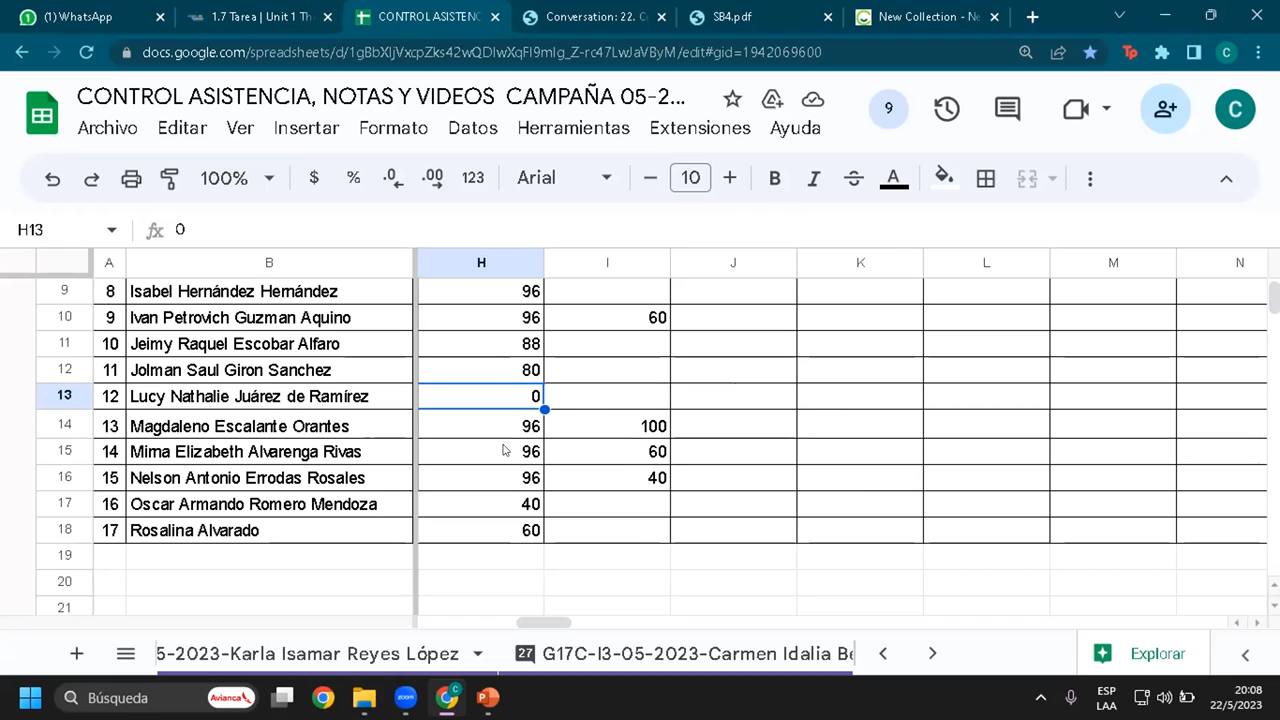 (1) WhatsApp
1.7 Tarea | Unit 1 Th
CONTROL ASISTENC
Conversation: 22. C
SB4.pdf
New Collection - Ne
docs.google.com/spreadsheets/d/1gBbXIjVxcpZks42wQDIwXqFI9mIg_Z-rc47LwJaVByM/edit#gid=1942069600
CONTROL ASISTENCIA, NOTAS Y VIDEOS CAMPAÑA 05-2...
9
C
Archivo Editar Ver Insertar Formato Datos Herramientas Extensiones Ayuda
100% $ % .0 .00 123 Arial 10 B I A
H13 fx 0
A B H I J K L M N
9 8 Isabel Hernández Hernández 96
10 9 Ivan Petrovich Guzman Aquino 96 60
11 10 Jeimy Raquel Escobar Alfaro 88
12 11 Jolman Saul Giron Sanchez 80
13 12 Lucy Nathalie Juárez de Ramírez 0
14 13 Magdaleno Escalante Orantes 96 100
15 14 Mirna Elizabeth Alvarenga Rivas 96 60
16 15 Nelson Antonio Errodas Rosales 96 40
17 16 Oscar Armando Romero Mendoza 40
18 17 Rosalina Alvarado 60
19
20
21
5-2023-Karla Isamar Reyes López
27 G17C-I3-05-2023-Carmen Idalia Be
Explorar
Búsqueda
Avianca
ESP
LAA
20:08
22/5/2023